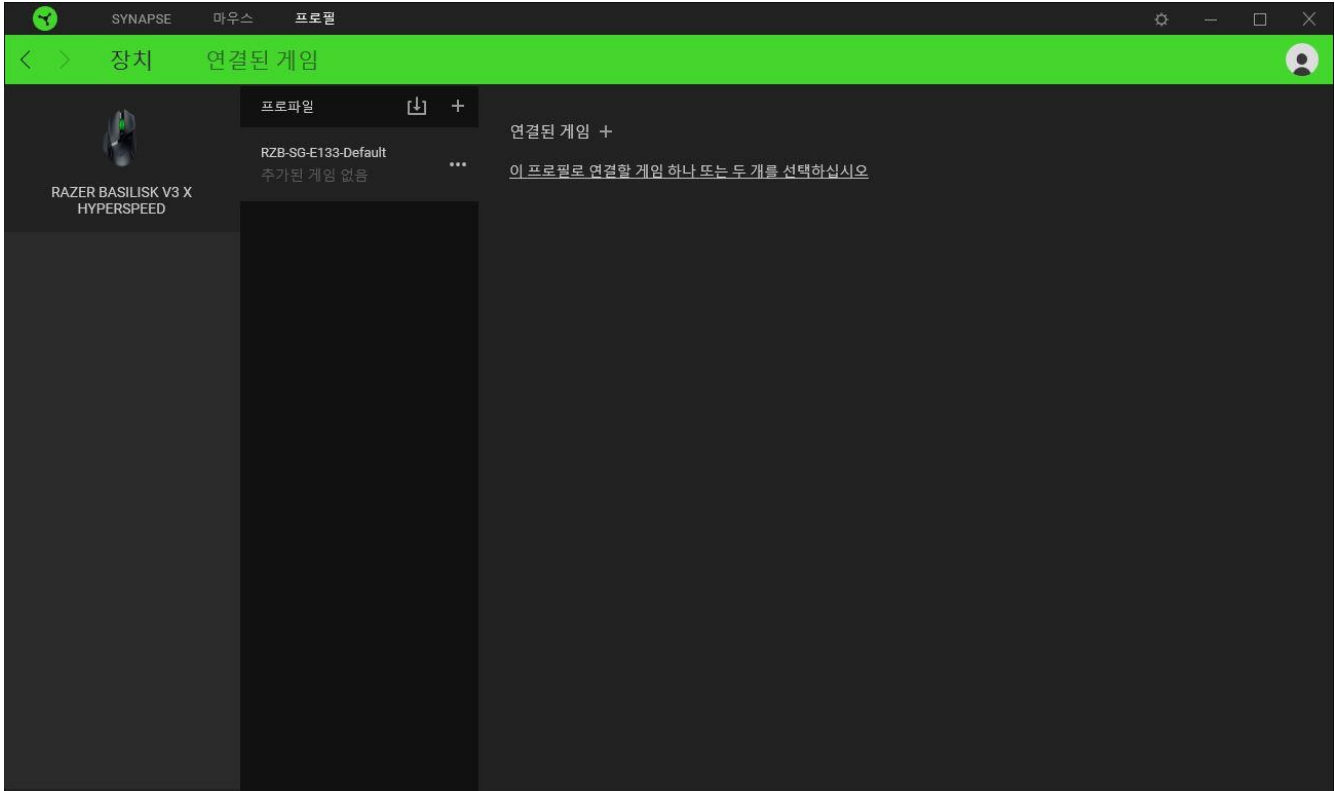 SYNAPSE 마우스 프로필
장치 연결된 게임
RAZER BASILISK V3 X
HYPERSPEED
프로파일
RZB-SG-E133-Default
추가된 게임 없음
연결된 게임 +
이 프로필로 연결할 게임 하나 또는 두 개를 선택하십시오